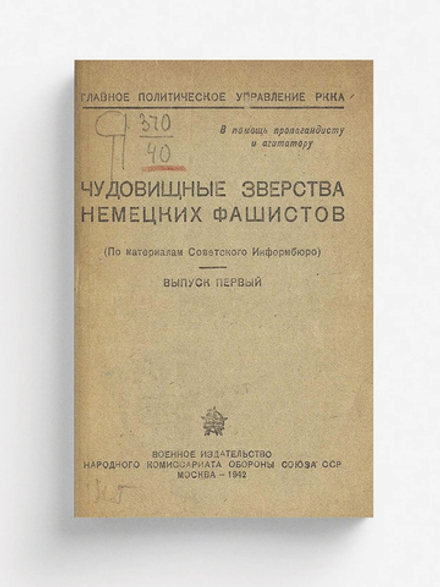 ГЛАВНОЕ ПОЛИТИЧЕСКОЕ УПРАВЛЕНИЕ РККА
370
40
В помощь пропагандисту
и агитатору
ЧУДОВИЩНЫЕ ЗВЕРСТВА
НЕМЕЦКИХ ФАШИСТОВ
(По материалам Советского Информбюро)
ВЫПУСК ПЕРВЫЙ
ВОЕННОЕ ИЗДАТЕЛЬСТВО
НАРОДНОГО КОМИССАРИАТА ОБОРОНЫ СОЮЗА ССР
МОСКВА — 1942